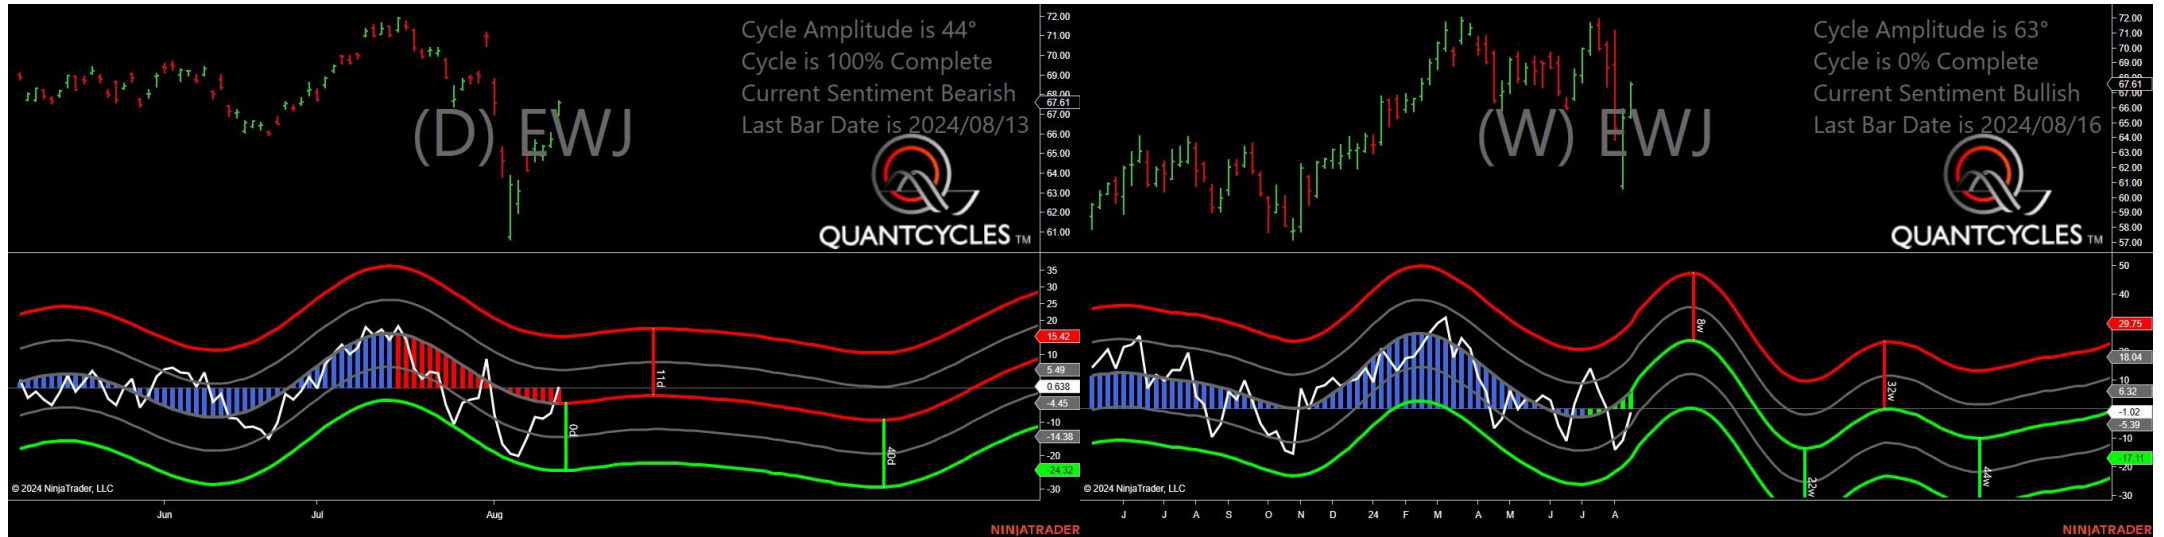 Cycle Amplitude is 44°
Cycle is 100% Complete
Current Sentiment Bearish
Last Bar Date is 2024/08/13
(D) EWJ
QUANTCYCLES TM
72.00
71.00
70.00
69.00
68.00
67.61
67.00
66.00
65.00
64.00
63.00
62.00
61.00
35
30
25
20
15.42
10
5.49
0.638
-4.45
-10
-14.38
-20
-24.32
-30
11d
0d
40d
© 2024 NinjaTrader, LLC
Jun Jul Aug
NINJATRADER
Cycle Amplitude is 63°
Cycle is 0% Complete
Current Sentiment Bullish
Last Bar Date is 2024/08/16
(W) EWJ
QUANTCYCLES TM
72.00
71.00
70.00
69.00
67.61
67.00
66.00
65.00
64.00
63.00
62.00
61.00
60.00
59.00
58.00
57.00
50
40
29.75
20
18.04
10
6.32
-1.02
-5.39
-10
-17.11
-20
-30
8w
22w
32w
44w
© 2024 NinjaTrader, LLC
J J A S O N D 24 F M A M J J A
NINJATRADER